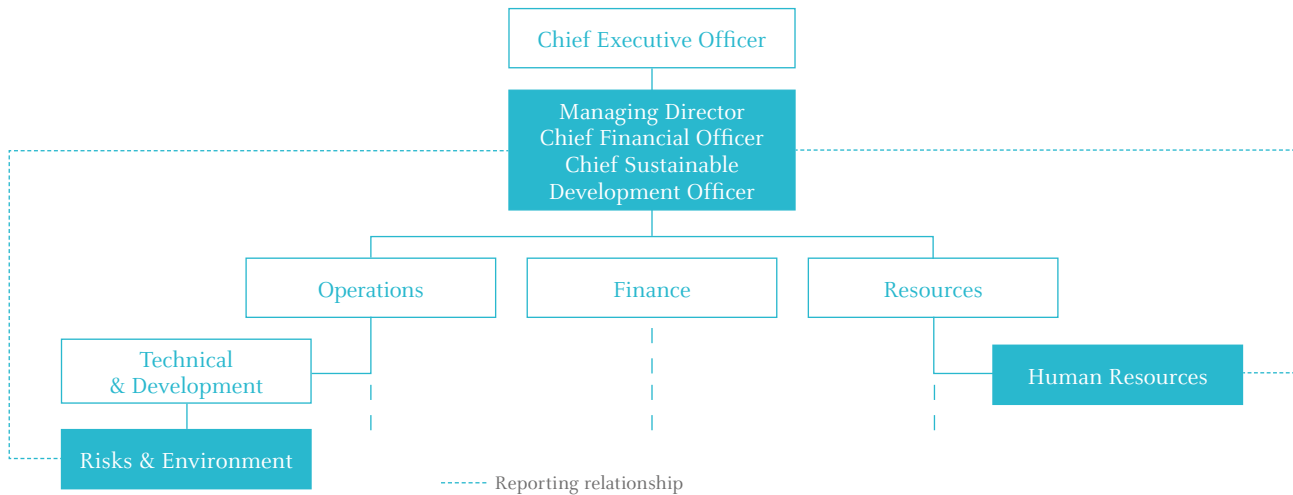 Chief Executive Officer
Managing Director
Chief Financial Officer
Chief Sustainable
Development Officer
Operations
Finance
Resources
Technical
& Development
Human Resources
Risks & Environment
Reporting relationship